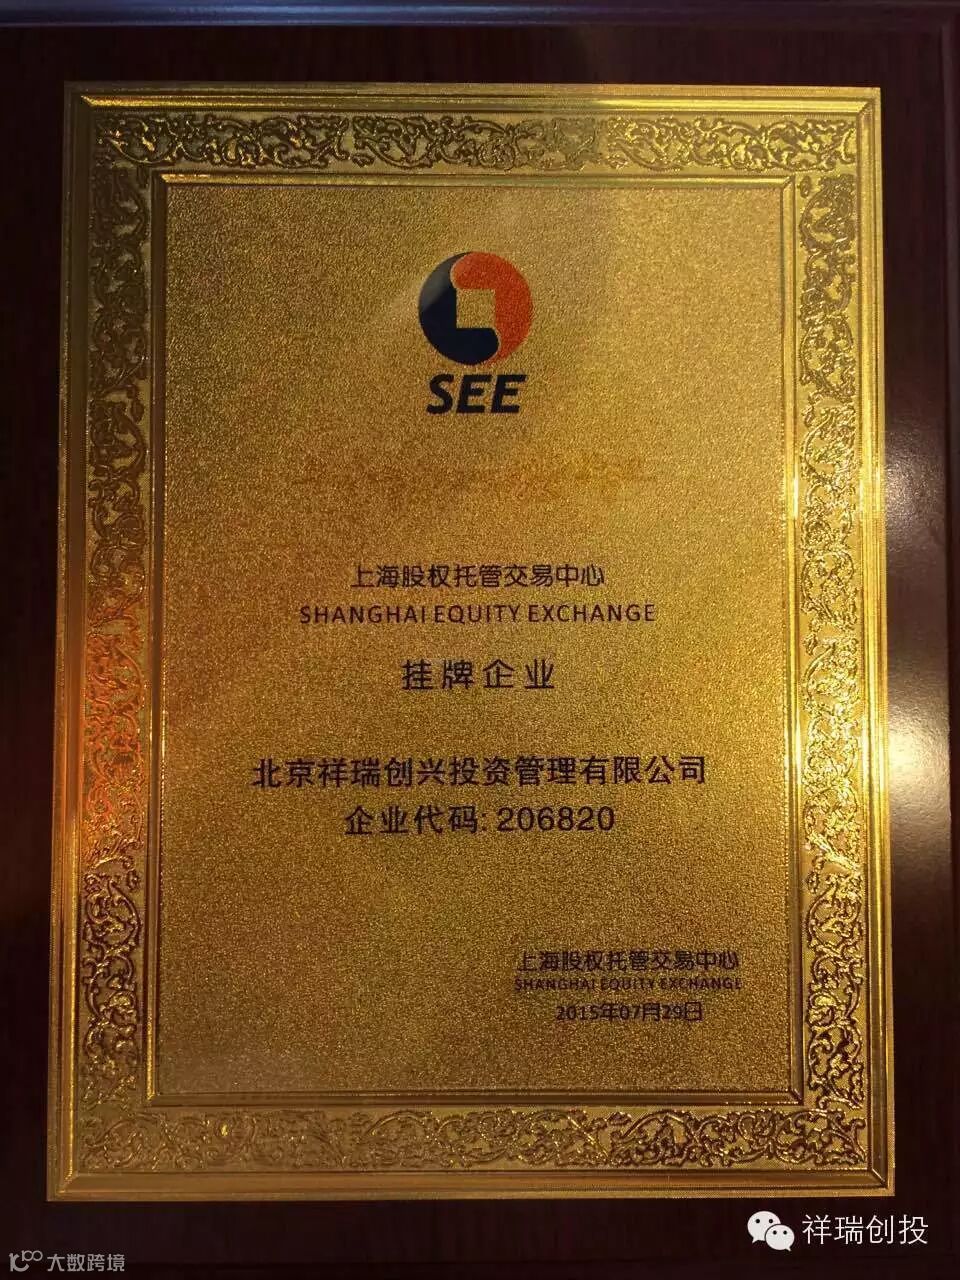 SEE
上海股权托管交易中心
SHANGHAI EQUITY EXCHANGE
挂牌企业
北京祥瑞创兴投资管理有限公司
企业代码: 206820
上海股权托管交易中心
SHANGHAI EQUITY EXCHANGE
2015年07月29日
祥瑞创投
大数跨境